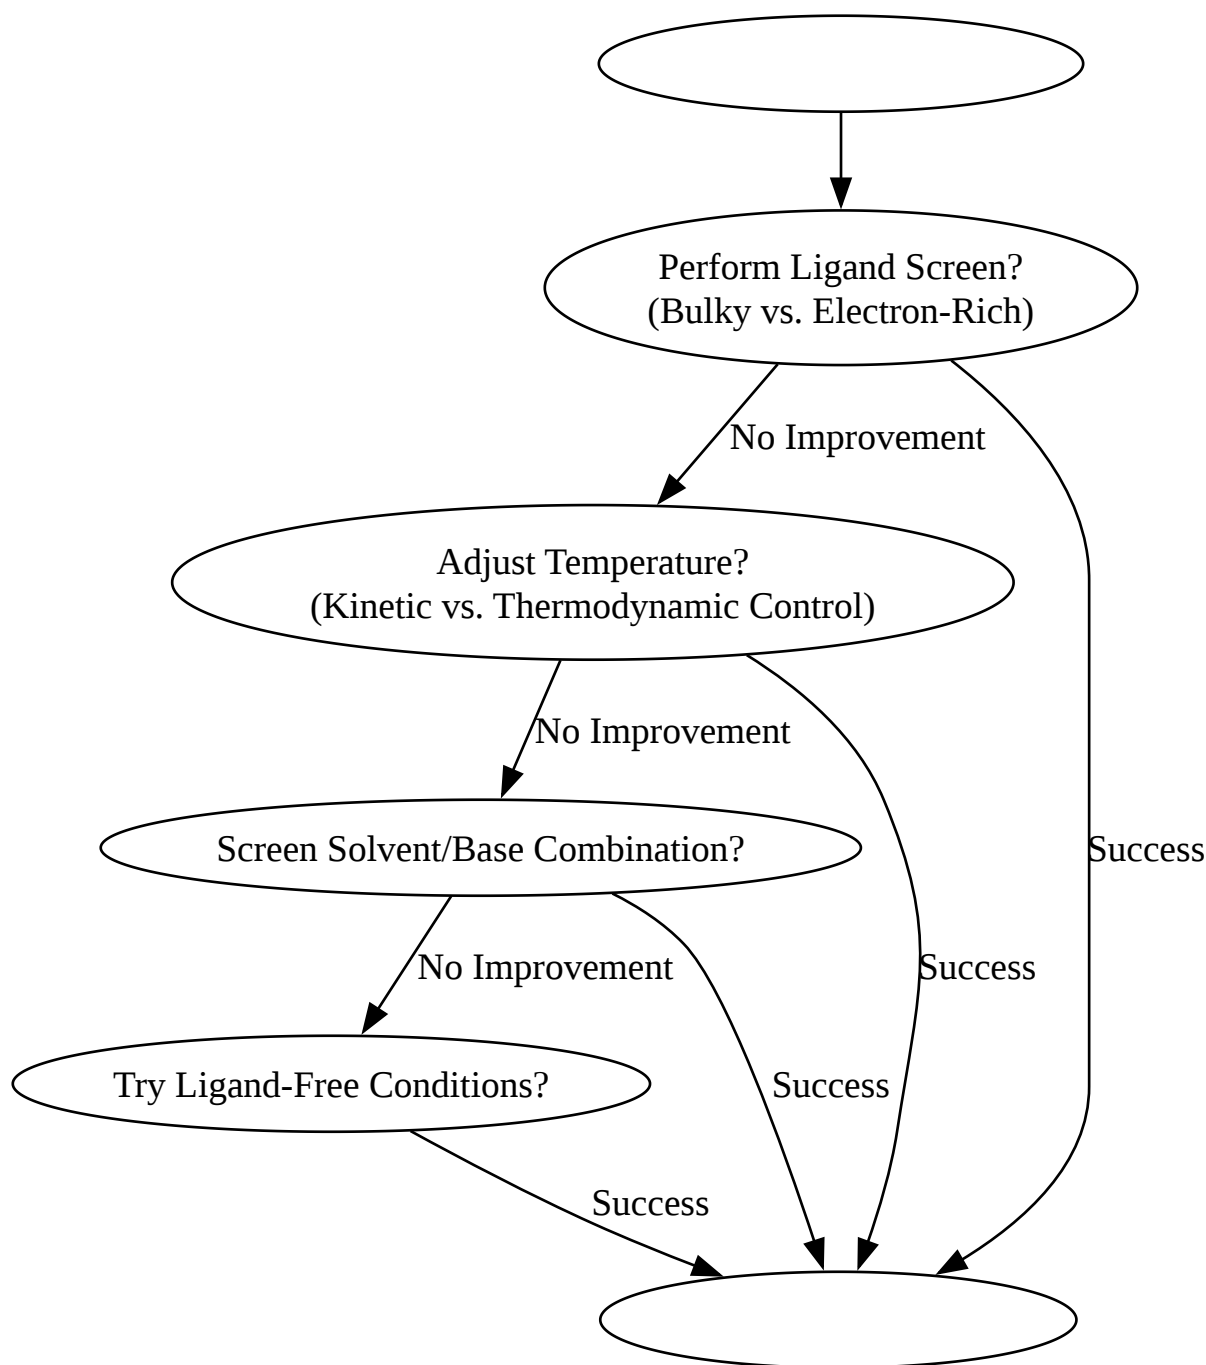 Perform Ligand Screen?
(Bulky vs. Electron-Rich)
No Improvement
Adjust Temperature?
(Kinetic vs. Thermodynamic Control)
No Improvement
Screen Solvent/Base Combination?
Success
No Improvement
Success
Try Ligand-Free Conditions?
Success
Success